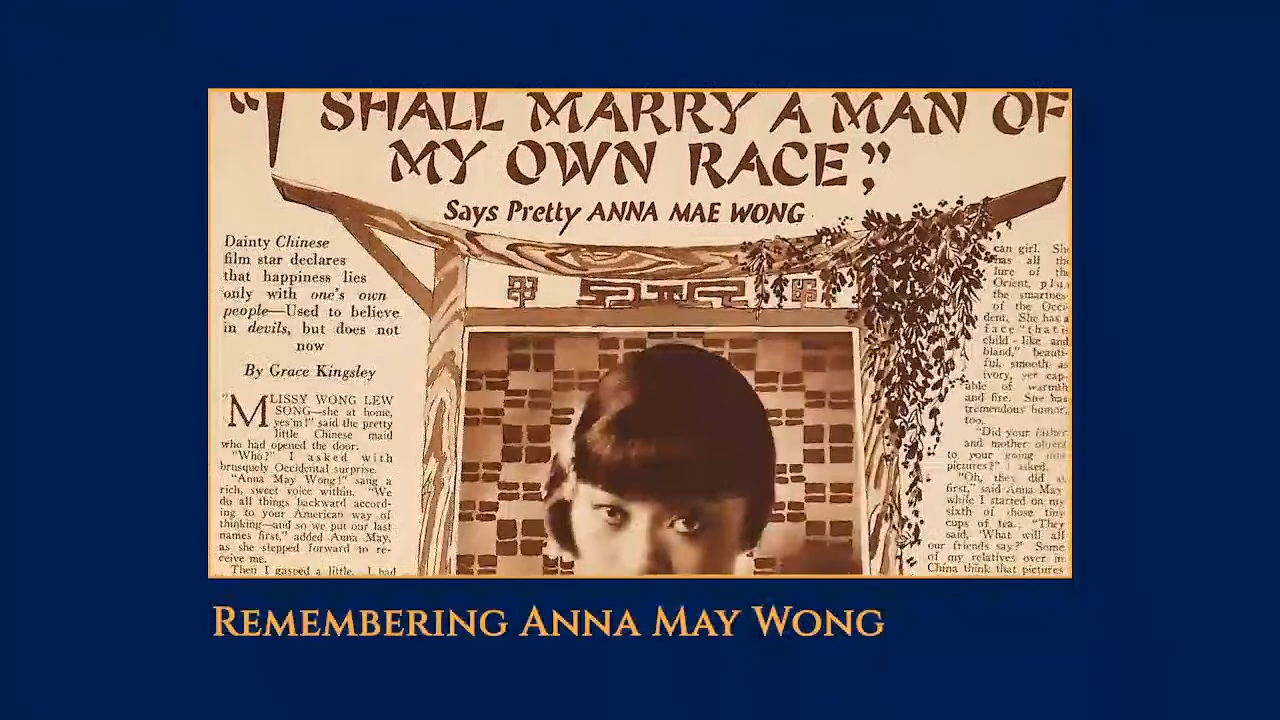 "I SHALL MARRY A MAN OF
MY OWN RACE,"
Says Pretty ANNA MAE WONG
Dainty Chinese
film star declares
that happiness lies
only with one's own
people—Used to believe
in devils, but does not
now
By Grace Kingsley
"MLISSY WONG LEW
SONG—she at home,
yes'm!" said the pretty
little Chinese maid
who had opened the door.
"Who?" I asked with
brusquely Occidental surprise.
"Anna May Wong!" sang a
rich, sweet voice within. "We
do all things backward accord-
ing to your American way of
thinking—and so we put our last
names first," added Anna May,
as she stepped forward to re-
ceive me.
Then I gasped a little. I had
can girl. She
has all the
lure of the
Orient, plus
the smartnes-
of the Occi-
dent. She has a
face "that is
child-like and
bland," beauti-
ful, smooth as
ivory, yet cap-
able of warmth
and fire. She has
tremendous humor,
too.
"Did your father
and mother object
to your going into
pictures?" I asked.
"Oh, they did at
first," said Anna May
while I started on my
sixth of those tiny
cups of tea. "They
said, 'What will all
our friends say?' Some
of my relatives over in
China think that pictures
Remembering Anna May Wong